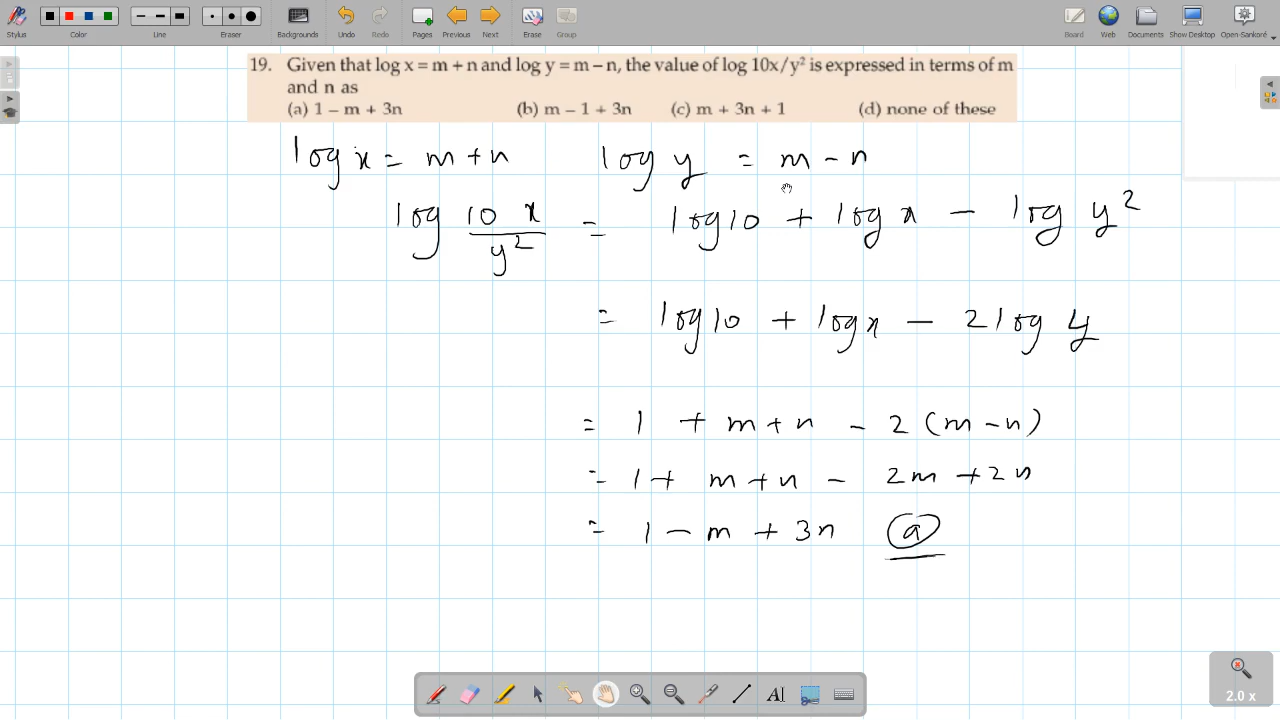 Stylus Color Line Eraser Backgrounds Undo Redo Pages Previous Next Erase Group Board Web Documents Show Desktop Open-Sankoré
19. Given that log x = m + n and log y = m – n, the value of log 10x/y² is expressed in terms of m
and n as
(a) 1 – m + 3n (b) m – 1 + 3n (c) m + 3n + 1 (d) none of these
log x = m + n log y = m - n
log 10 x / y² = log 10 + log x - log y²
= log 10 + log x - 2 log y
= 1 + m + n - 2 (m - n)
= 1 + m + n - 2m + 2n
= 1 - m + 3n (a)
2.0 x